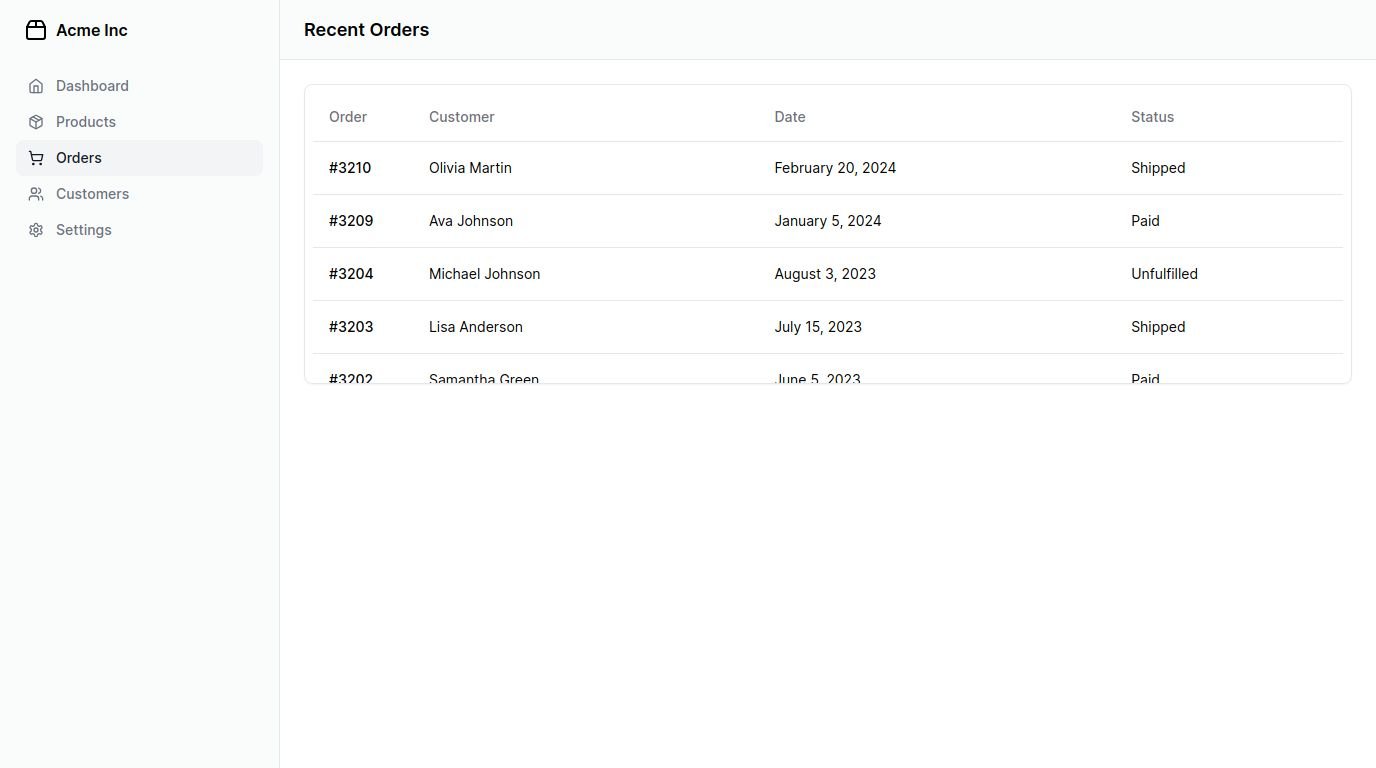 Acme Inc
Recent Orders
Dashboard
Products
Orders
Customers
Settings
Order Customer Date Status
#3210 Olivia Martin February 20, 2024 Shipped
#3209 Ava Johnson January 5, 2024 Paid
#3204 Michael Johnson August 3, 2023 Unfulfilled
#3203 Lisa Anderson July 15, 2023 Shipped
#3202 Samantha Green June 5, 2023 Paid